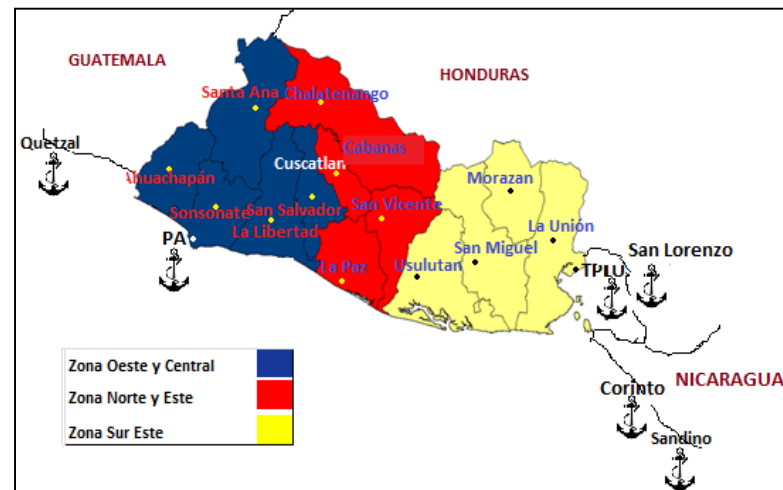 GUATEMALA
HONDURAS
Santa Ana
Chalatenango
Quetzal
Cabanas
Cuscatlan
Ahuachapán
Morazan
Sonsonate
San Salvador
San Vicente
La Libertad
La Unión
PA
San Miguel
San Lorenzo
La Paz
Usulutan
TPLU
Zona Oeste y Central
Zona Norte y Este
Zona Sur Este
NICARAGUA
Corinto
Sandino